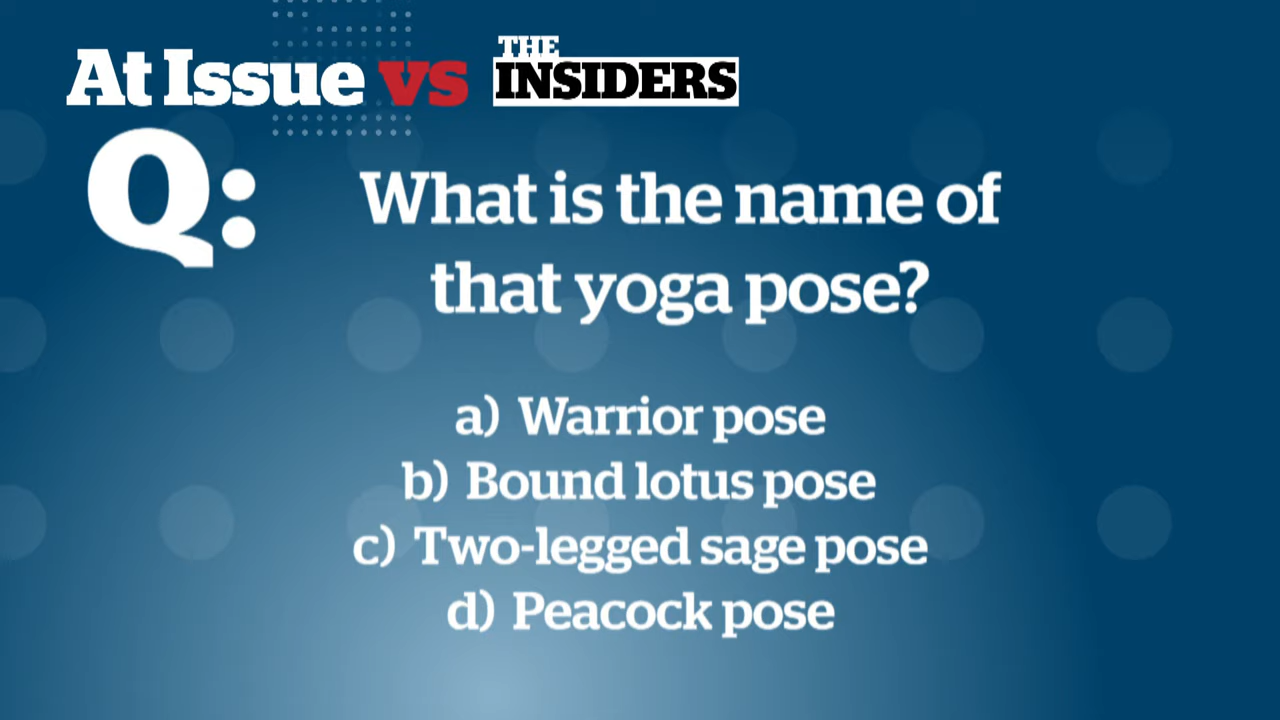 At Issue vs THE INSIDERS
Q: What is the name of
that yoga pose?
a) Warrior pose
b) Bound lotus pose
c) Two-legged sage pose
d) Peacock pose